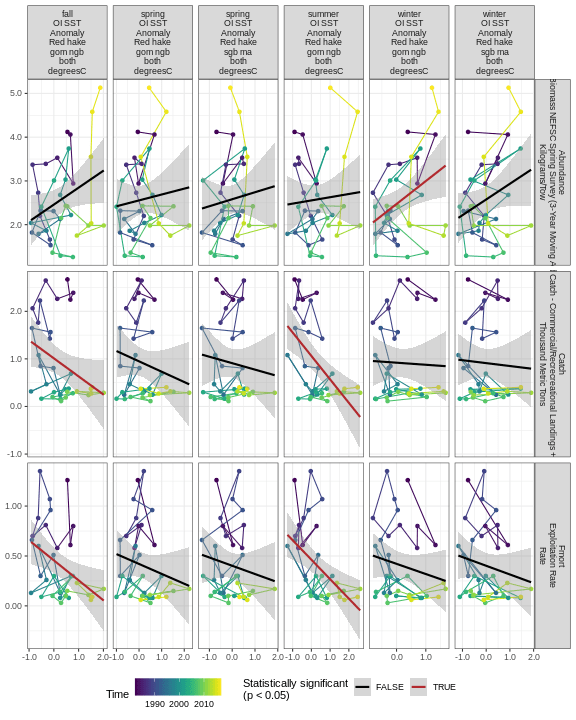 fall
OI SST
Anomaly
Red hake
gom ngb
both
degreesC
spring
OI SST
Anomaly
Red hake
gom ngb
both
degreesC
spring
OI SST
Anomaly
Red hake
sgb ma
both
degreesC
summer
OI SST
Anomaly
Red hake
gom ngb
both
degreesC
winter
OI SST
Anomaly
Red hake
gom ngb
both
degreesC
winter
OI SST
Anomaly
Red hake
sgb ma
both
degreesC
5.0
4.0
3.0
2.0
Abundance
Biomass NEFSC Spring Survey (3-Year Moving A
Kilograms/Tow
2.0
1.0
0.0
-1.0
Catch
Catch - Commercial/Recreational Landings +
Thousand Metric Tons
1.00
0.50
0.00
Fmort
Exploitation Rate
Rate
-1.0 0.0 1.0 2.0
-1.0 0.0 1.0 2.0
-1.0 0.0 1.0 2.0
-1.0 0.0 1.0 2.0
0.0 1.0
-1.0 0.0 1.0 2.0
Time
1990 2000 2010
Statistically significant
(p < 0.05)
FALSE
TRUE